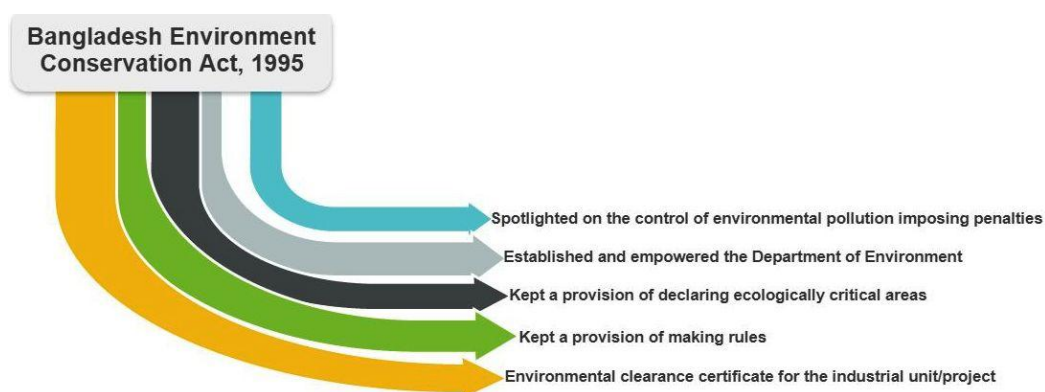 Bangladesh Environment
Conservation Act, 1995
Spotlighted on the control of environmental pollution imposing penalties
Established and empowered the Department of Environment
Kept a provision of declaring ecologically critical areas
Kept a provision of making rules
Environmental clearance certificate for the industrial unit/project